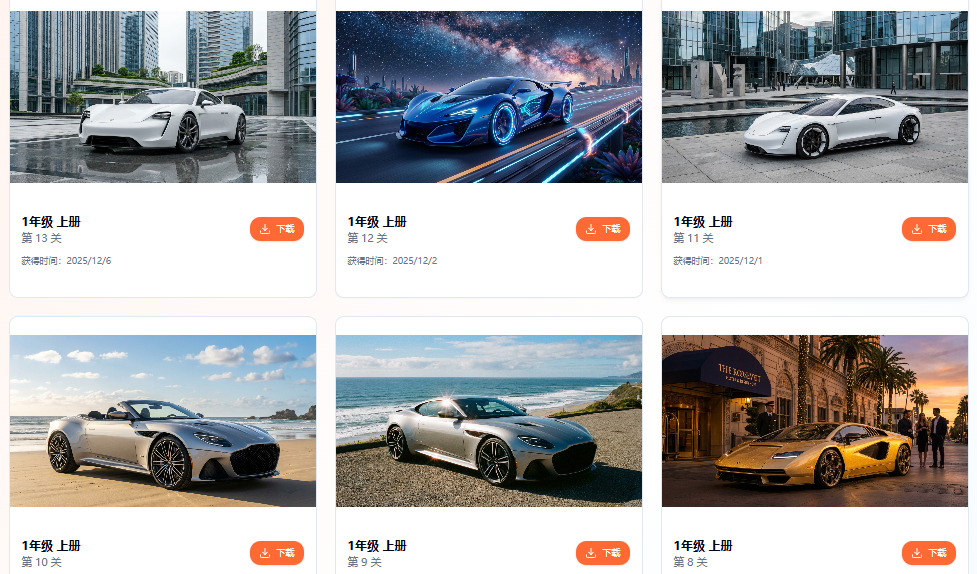 1年级 上册
第 13 关
下载
获得时间：2025/12/6
1年级 上册
第 12 关
下载
获得时间：2025/12/2
1年级 上册
第 11 关
下载
获得时间：2025/12/1
1年级 上册
第 10 关
下载
1年级 上册
第 9 关
下载
1年级 上册
第 8 关
下载